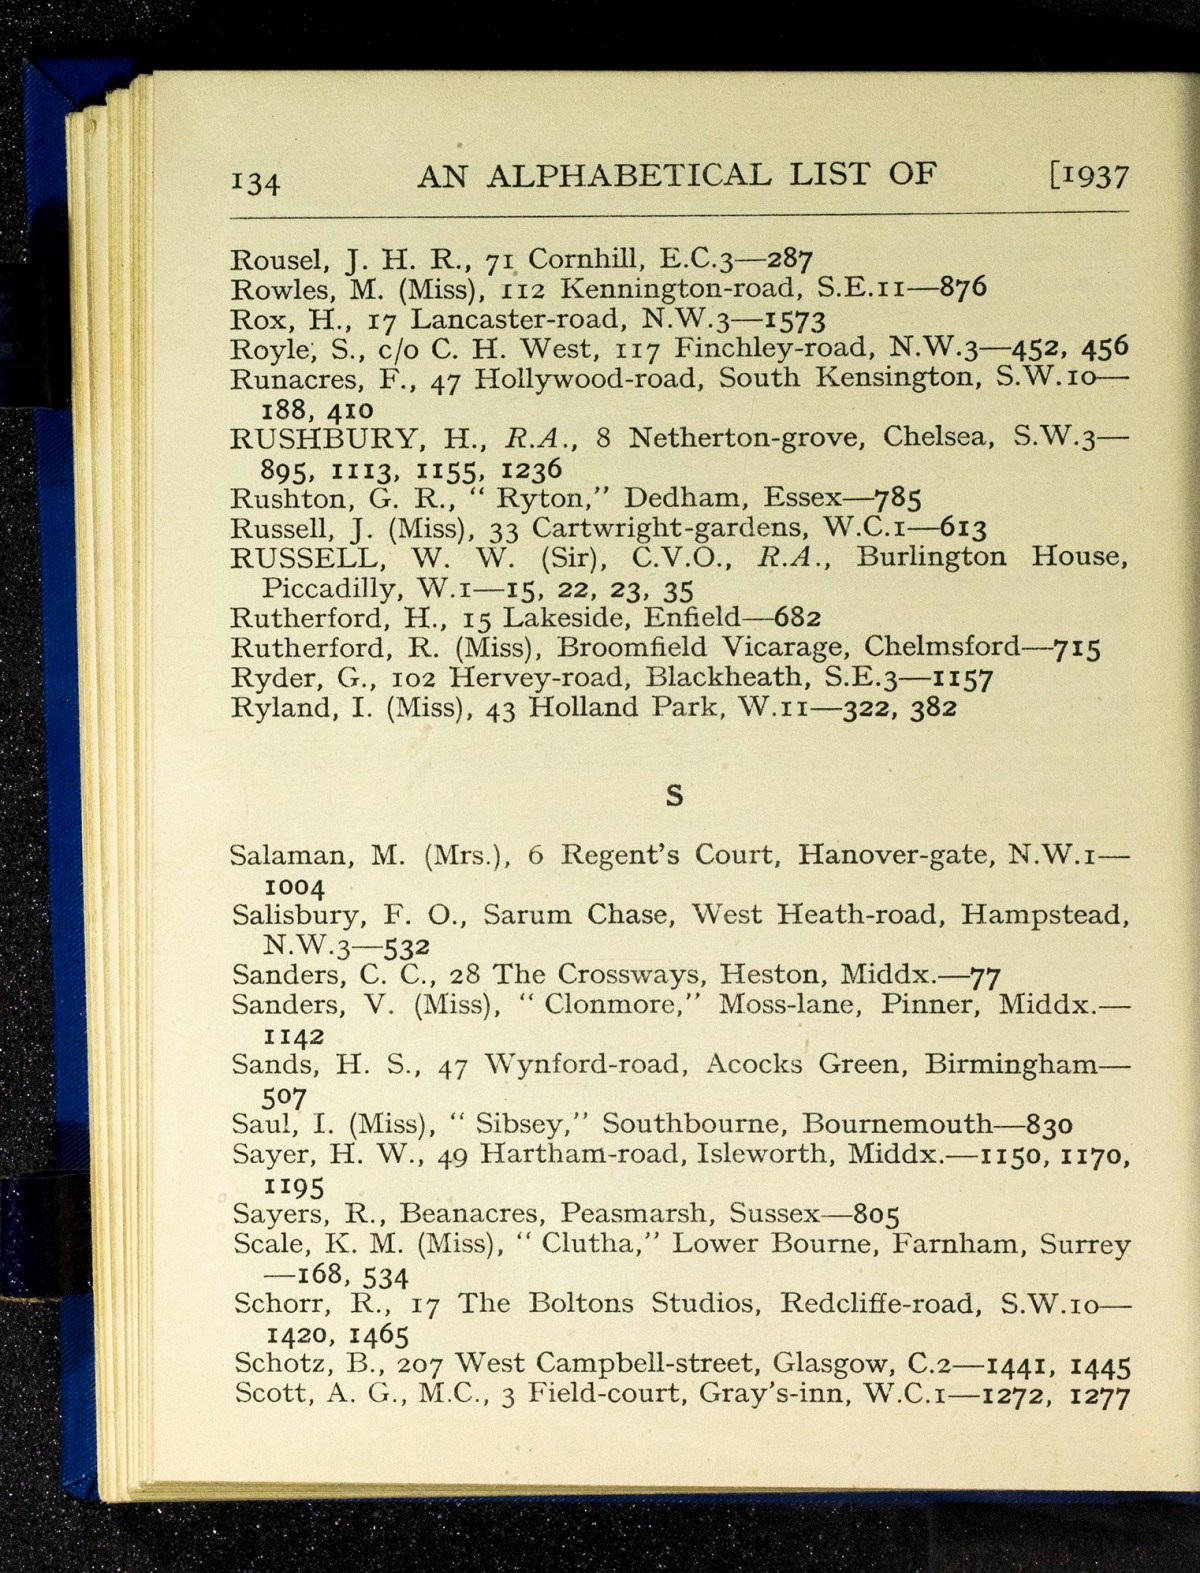 134 AN ALPHABETICAL LIST OF [1937
Rousel, J. H. R., 71 Cornhill, E.C.3—287
Rowles, M. (Miss), 112 Kennington-road, S.E.11—876
Rox, H., 17 Lancaster-road, N.W.3—1573
Royle, S., c/o C. H. West, 117 Finchley-road, N.W.3—452, 456
Runacres, F., 47 Hollywood-road, South Kensington, S.W.10—
188, 410
RUSHBURY, H., R.A., 8 Netherton-grove, Chelsea, S.W.3—
895, 1113, 1155, 1236
Rushton, G. R., “ Ryton,” Dedham, Essex—785
Russell, J. (Miss), 33 Cartwright-gardens, W.C.1—613
RUSSELL, W. W. (Sir), C.V.O., R.A., Burlington House,
Piccadilly, W.1—15, 22, 23, 35
Rutherford, H., 15 Lakeside, Enfield—682
Rutherford, R. (Miss), Broomfield Vicarage, Chelmsford—715
Ryder, G., 102 Hervey-road, Blackheath, S.E.3—1157
Ryland, I. (Miss), 43 Holland Park, W.11—322, 382
S
Salaman, M. (Mrs.), 6 Regent’s Court, Hanover-gate, N.W.1—
1004
Salisbury, F. O., Sarum Chase, West Heath-road, Hampstead,
N.W.3—532
Sanders, C. C., 28 The Crossways, Heston, Middx.—77
Sanders, V. (Miss), “ Clonmore,” Moss-lane, Pinner, Middx.—
1142
Sands, H. S., 47 Wynford-road, Acocks Green, Birmingham—
507
Saul, I. (Miss), “ Sibsey,” Southbourne, Bournemouth—830
Sayer, H. W., 49 Hartham-road, Isleworth, Middx.—1150, 1170,
1195
Sayers, R., Beanacres, Peasmarsh, Sussex—805
Scale, K. M. (Miss), “ Clutha,” Lower Bourne, Farnham, Surrey
—168, 534
Schorr, R., 17 The Boltons Studios, Redcliffe-road, S.W.10—
1420, 1465
Schotz, B., 207 West Campbell-street, Glasgow, C.2—1441, 1445
Scott, A. G., M.C., 3 Field-court, Gray’s-inn, W.C.1—1272, 1277